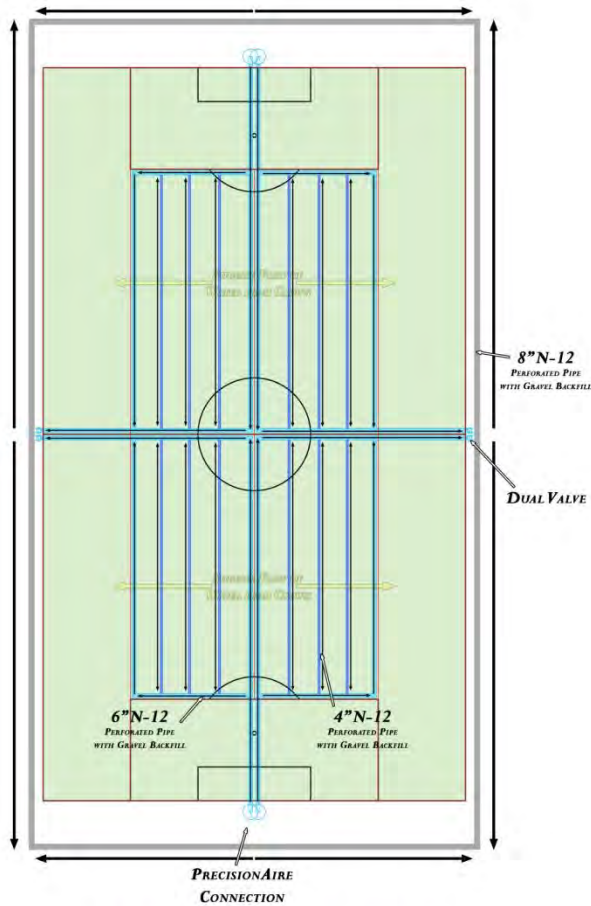 8"N-12
PERFORATED PIPE
WITH GRAVEL BACKFILL
DUAL VALVE
6"N-12
PERFORATED PIPE
WITH GRAVEL BACKFILL
4"N-12
PERFORATED PIPE
WITH GRAVEL BACKFILL
PRECISIONAIRE
CONNECTION